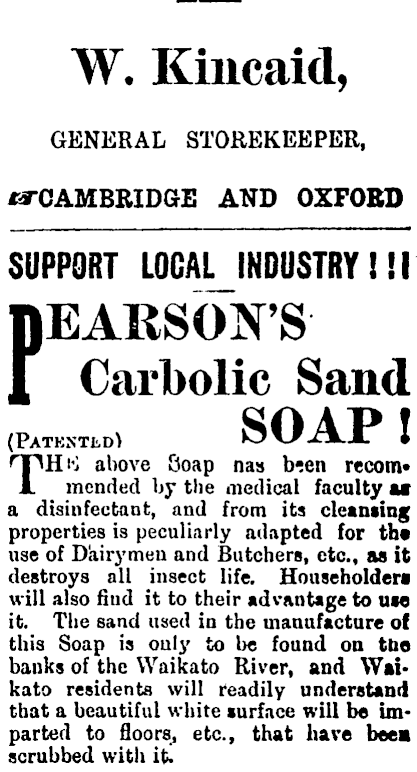 W. Kincaid,
GENERAL STOREKEEPER,
☞CAMBRIDGE AND OXFORD
SUPPORT LOCAL INDUSTRY!!!
PEARSON'S
Carbolic Sand
SOAP!
(PATENTED)
THE above Soap has been recom-
mended by the medical faculty as
a disinfectant, and from its cleansing
properties is peculiarly adapted for the
use of Dairymen and Butchers, etc., as it
destroys all insect life. Householders
will also find it to their advantage to use
it. The sand used in the manufacture of
this Soap is only to be found on the
banks of the Waikato River, and Wai-
kato residents will readily understand
that a beautiful white surface will be im-
parted to floors, etc., that have been
scrubbed with it.